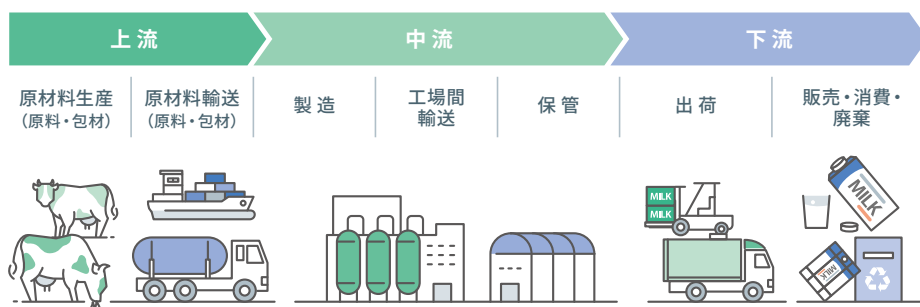 上流
中流
下流
原材料生産
（原料・包材）
原材料輸送
（原料・包材）
製造
工場間
輸送
保管
出荷
販売・消費・
廃棄
MILK
MILK
MILK
MILK